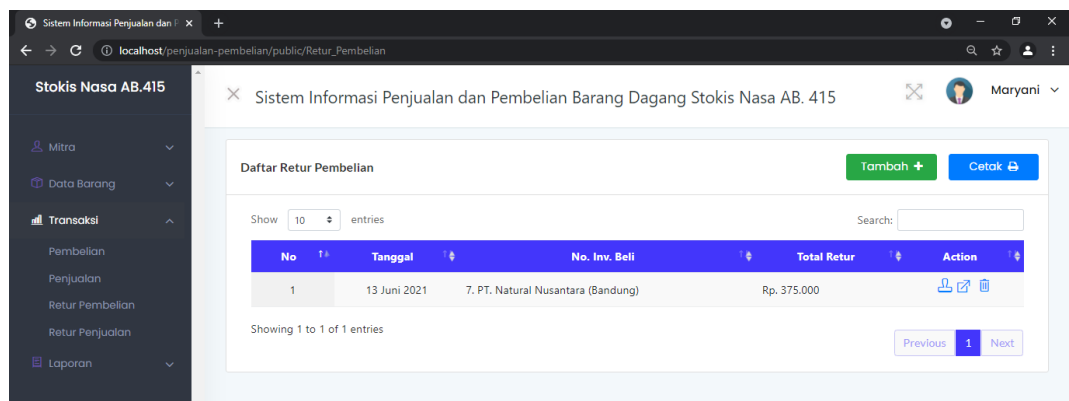 Sistem Informasi Penjualan dan P
localhost/penjualan-pembelian/public/Retur_Pembelian
Stokis Nasa AB.415
Sistem Informasi Penjualan dan Pembelian Barang Dagang Stokis Nasa AB. 415
Maryani
Mitra
Data Barang
Transaksi
Pembelian
Penjualan
Retur Pembelian
Retur Penjualan
Laporan
Daftar Retur Pembelian
Tambah
Cetak
Show 10 entries
Search:
No Tanggal No. Inv. Beli Total Retur Action
1 13 Juni 2021 7. PT. Natural Nusantara (Bandung) Rp. 375.000
Showing 1 to 1 of 1 entries
Previous 1 Next